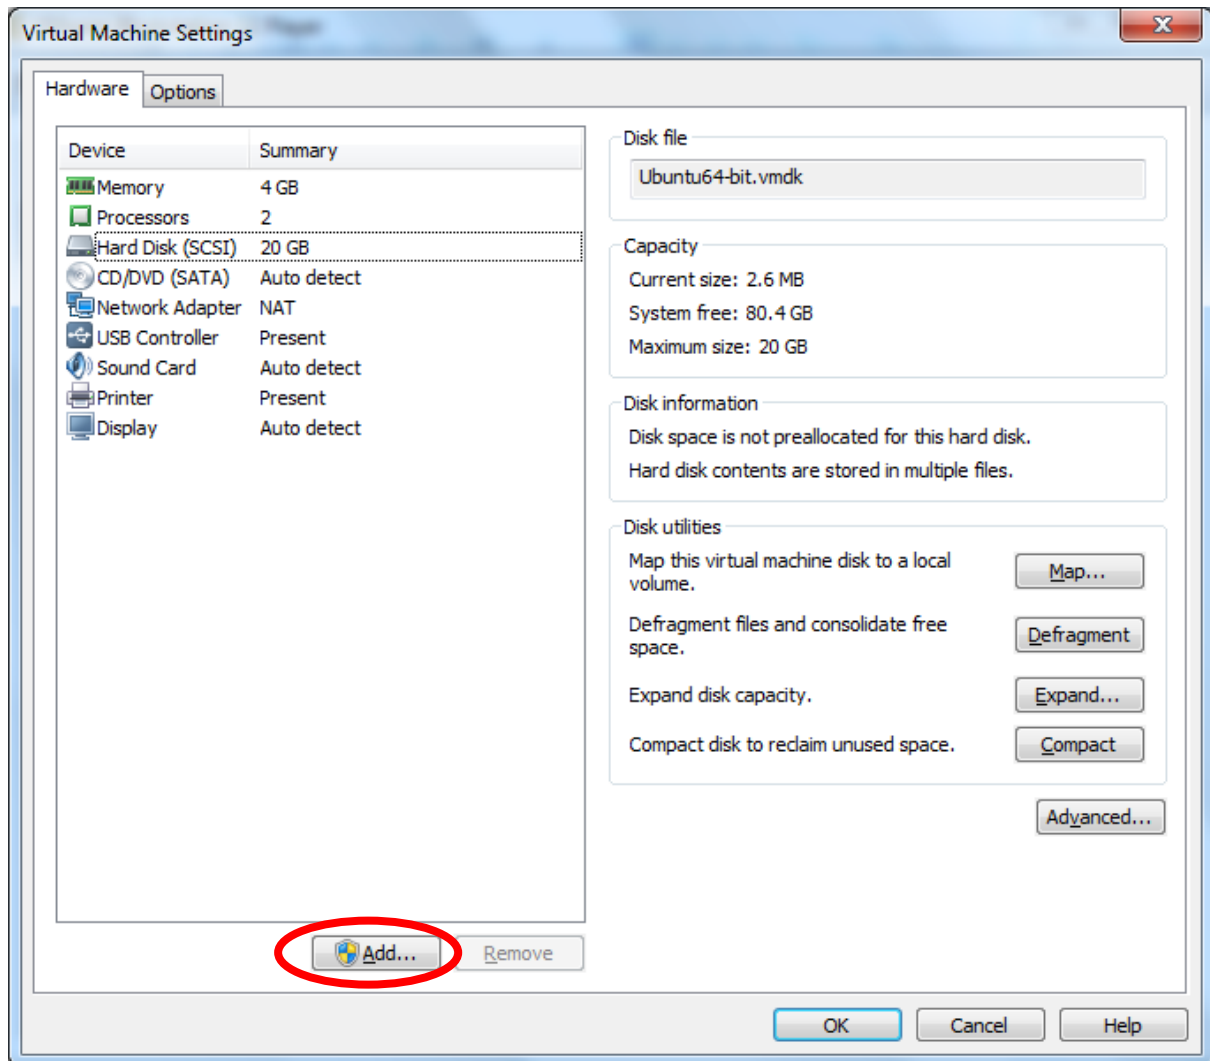 Virtual Machine Settings
Hardware
Options
Device Summary
Memory 4 GB
Processors 2
Hard Disk (SCSI) 20 GB
CD/DVD (SATA) Auto detect
Network Adapter NAT
USB Controller Present
Sound Card Auto detect
Printer Present
Display Auto detect
Add...
Remove
Disk file
Ubuntu64-bit.vmdk
Capacity
Current size: 2.6 MB
System free: 80.4 GB
Maximum size: 20 GB
Disk information
Disk space is not preallocated for this hard disk.
Hard disk contents are stored in multiple files.
Disk utilities
Map this virtual machine disk to a local
volume.
Map...
Defragment files and consolidate free
space.
Defragment
Expand disk capacity.
Expand...
Compact disk to reclaim unused space.
Compact
Advanced...
OK
Cancel
Help